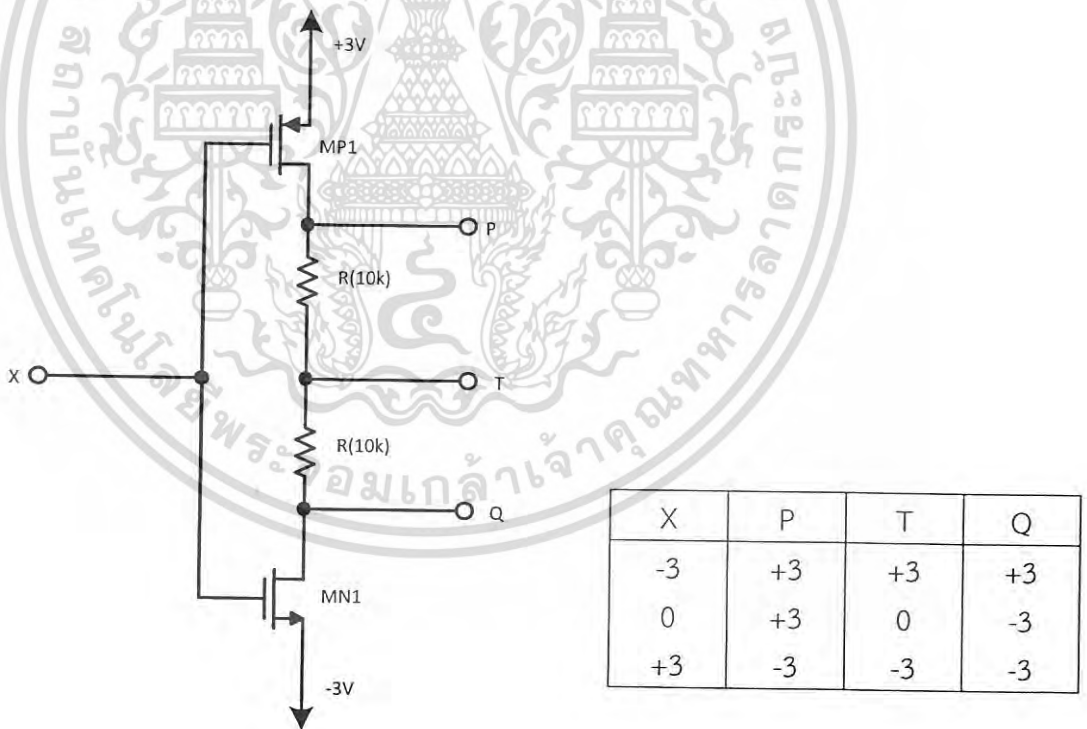 +3V
MP1
P
R(10k)
X
T
R(10k)
Q
MN1
-3V
X P T Q
-3 +3 +3 +3
0 +3 0 -3
+3 -3 -3 -3